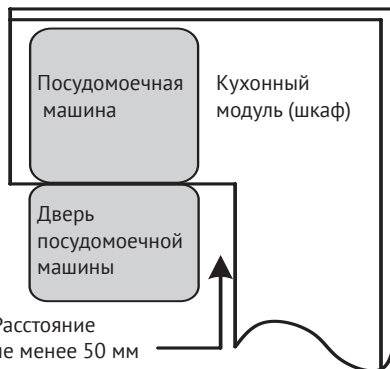 Посудомоечная
машина
Кухонный
модуль (шкаф)
Дверь
посудомоечной
машины
Расстояние
не менее 50 мм